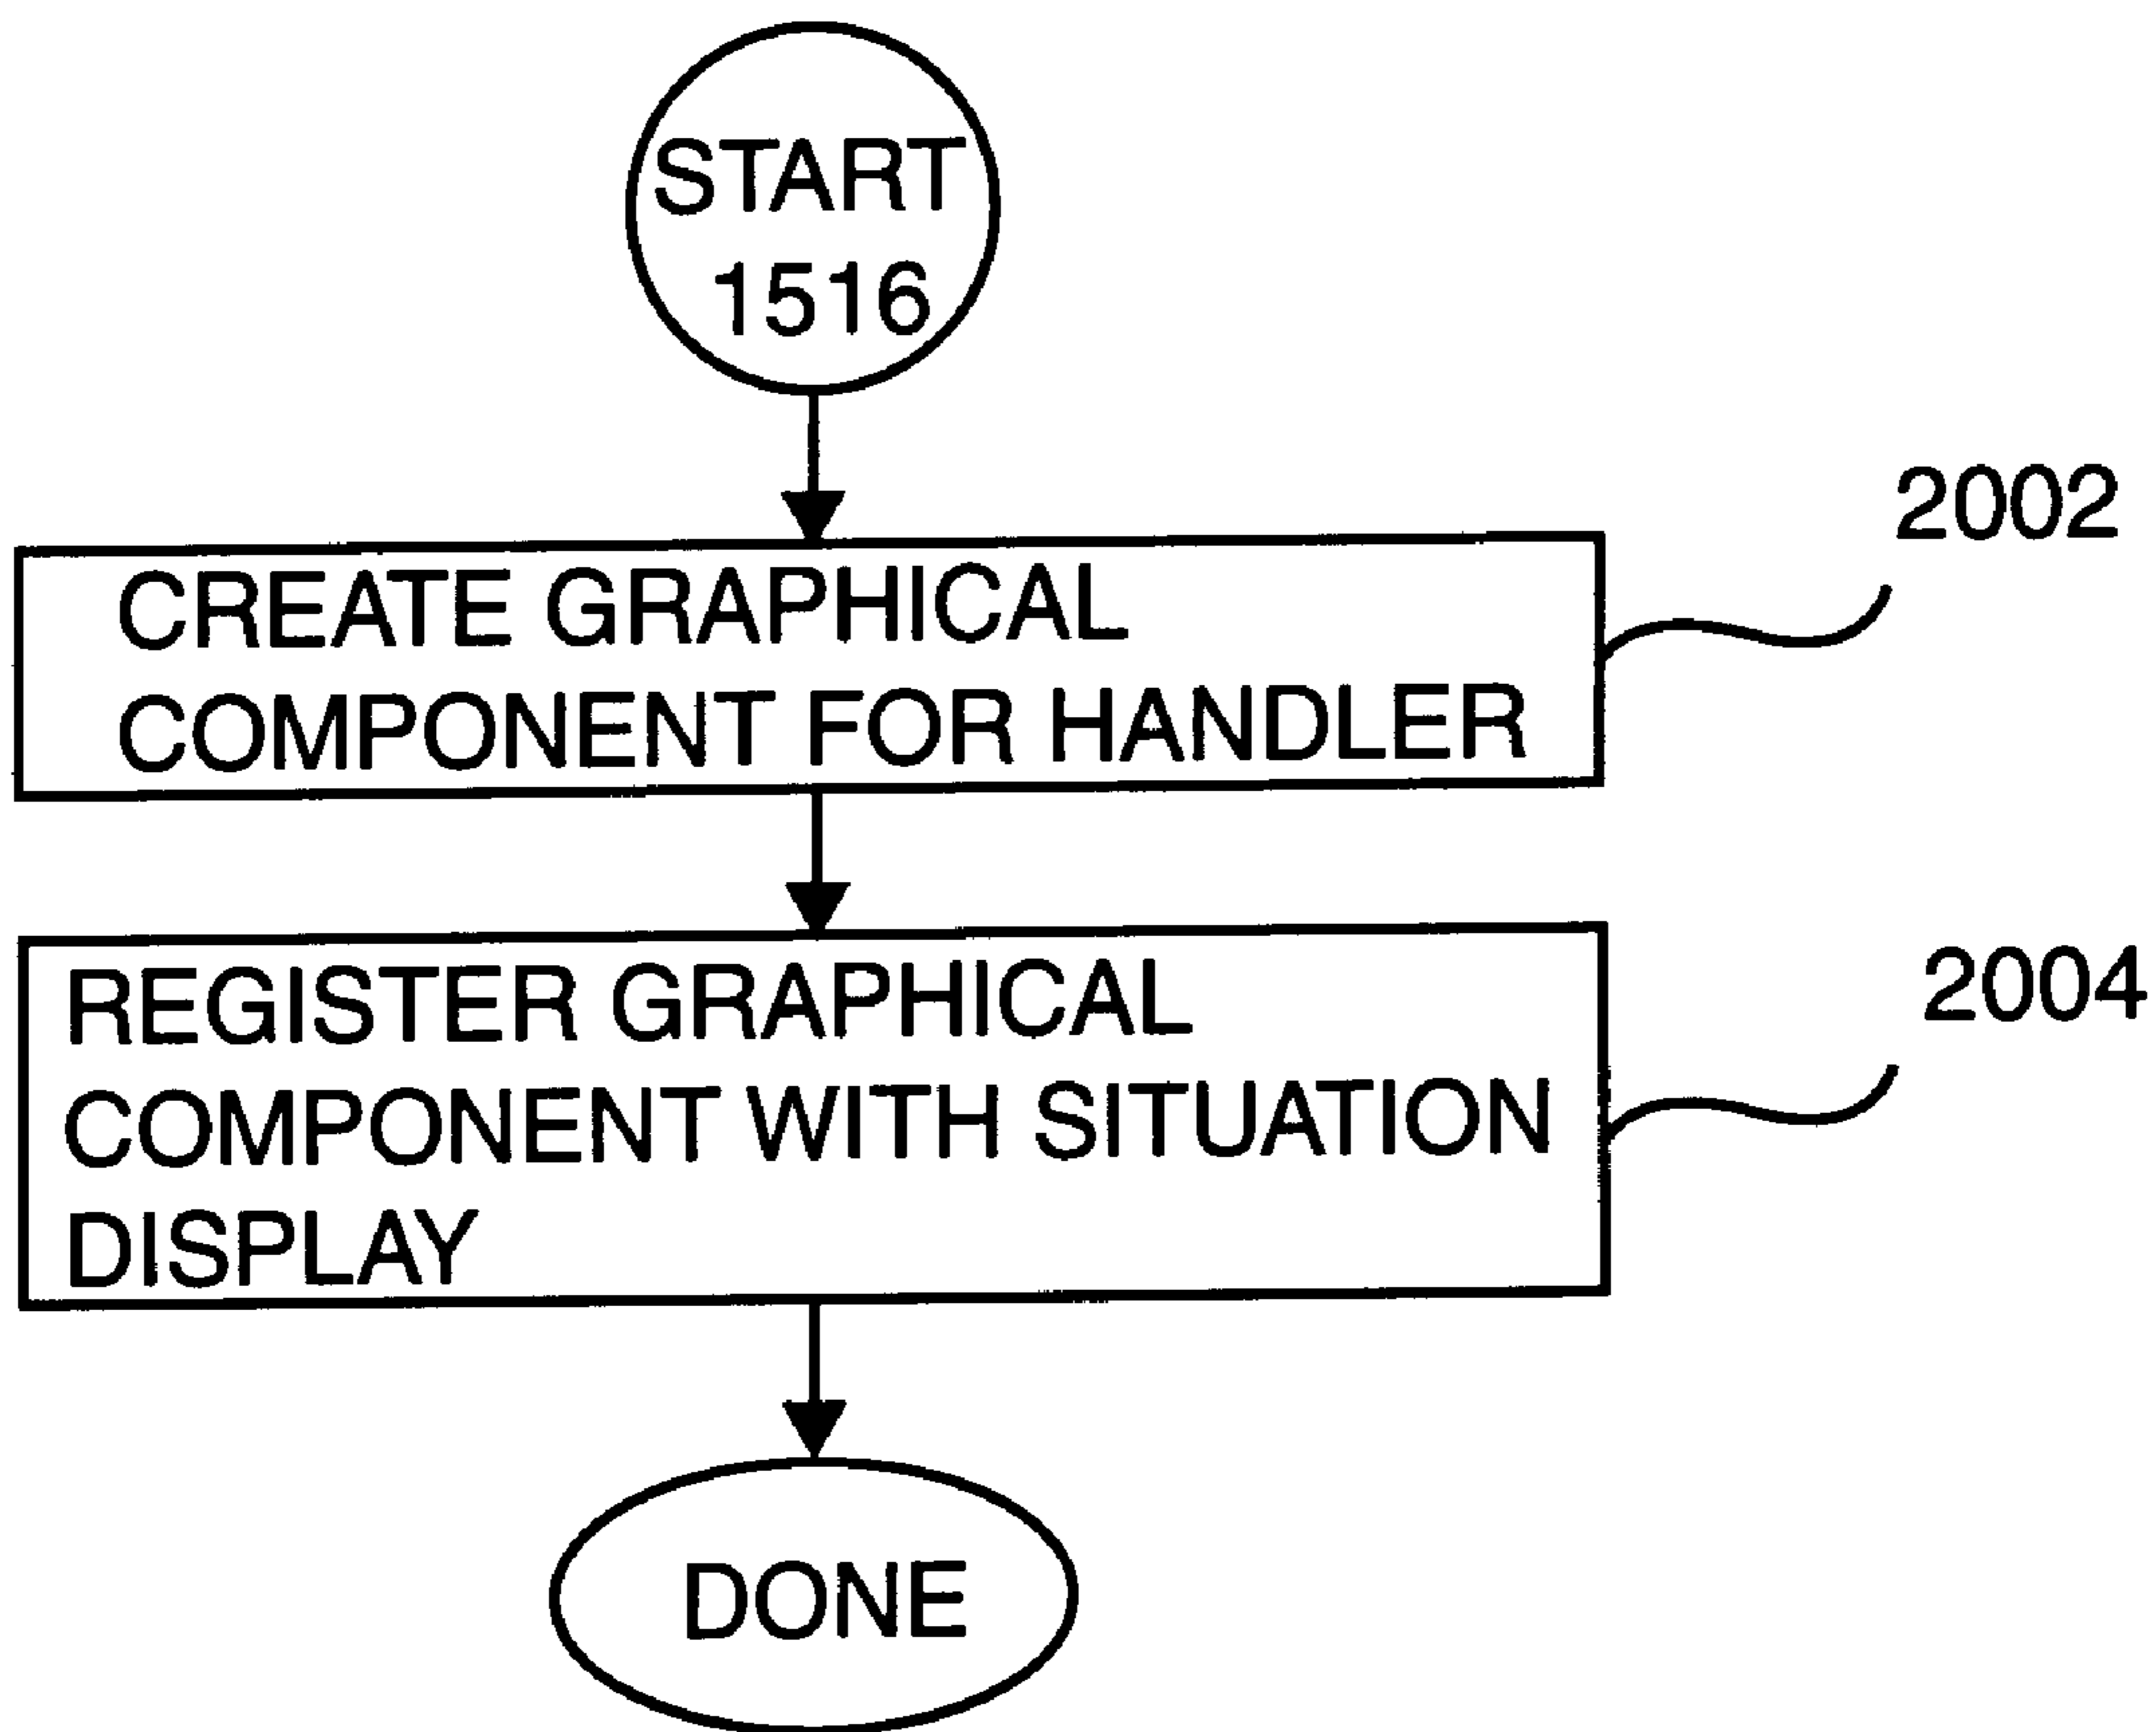 START
1516
2002
CREATE GRAPHICAL
COMPONENT FOR HANDLER
2004
REGISTER GRAPHICAL
COMPONENT WITH SITUATION
DISPLAY
DONE